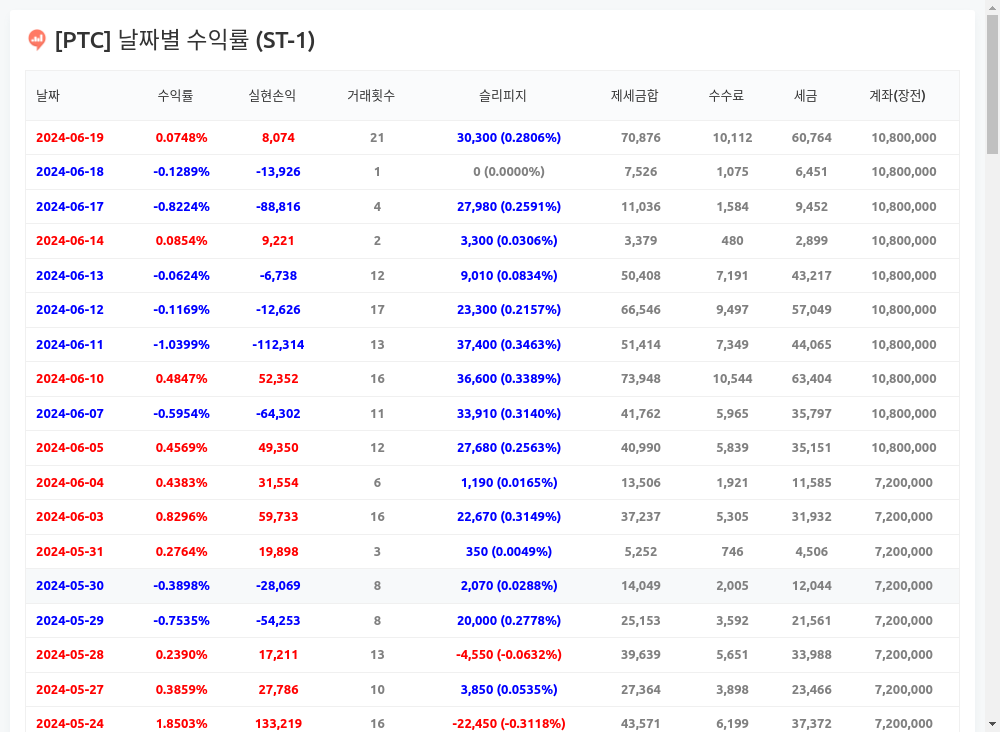 [PTC] 날짜별 수익률 (ST-1)
날짜 수익률 실현손익 거래횟수 슬리피지 제세금합 수수료 세금 계좌(장전)
2024-06-19 0.0748% 8,074 21 30,300 (0.2806%) 70,876 10,112 60,764 10,800,000
2024-06-18 -0.1289% -13,926 1 0 (0.0000%) 7,526 1,075 6,451 10,800,000
2024-06-17 -0.8224% -88,816 4 27,980 (0.2591%) 11,036 1,584 9,452 10,800,000
2024-06-14 0.0854% 9,221 2 3,300 (0.0306%) 3,379 480 2,899 10,800,000
2024-06-13 -0.0624% -6,738 12 9,010 (0.0834%) 50,408 7,191 43,217 10,800,000
2024-06-12 -0.1169% -12,626 17 23,300 (0.2157%) 66,546 9,497 57,049 10,800,000
2024-06-11 -1.0399% -112,314 13 37,400 (0.3463%) 51,414 7,349 44,065 10,800,000
2024-06-10 0.4847% 52,352 16 36,600 (0.3389%) 73,948 10,544 63,404 10,800,000
2024-06-07 -0.5954% -64,302 11 33,910 (0.3140%) 41,762 5,965 35,797 10,800,000
2024-06-05 0.4569% 49,350 12 27,680 (0.2563%) 40,990 5,839 35,151 10,800,000
2024-06-04 0.4383% 31,554 6 1,190 (0.0165%) 13,506 1,921 11,585 7,200,000
2024-06-03 0.8296% 59,733 16 22,670 (0.3149%) 37,237 5,305 31,932 7,200,000
2024-05-31 0.2764% 19,898 3 350 (0.0049%) 5,252 746 4,506 7,200,000
2024-05-30 -0.3898% -28,069 8 2,070 (0.0288%) 14,049 2,005 12,044 7,200,000
2024-05-29 -0.7535% -54,253 8 20,000 (0.2778%) 25,153 3,592 21,561 7,200,000
2024-05-28 0.2390% 17,211 13 -4,550 (-0.0632%) 39,639 5,651 33,988 7,200,000
2024-05-27 0.3859% 27,786 10 3,850 (0.0535%) 27,364 3,898 23,466 7,200,000
2024-05-24 1.8503% 133,219 16 -22,450 (-0.3118%) 43,571 6,199 37,372 7,200,000